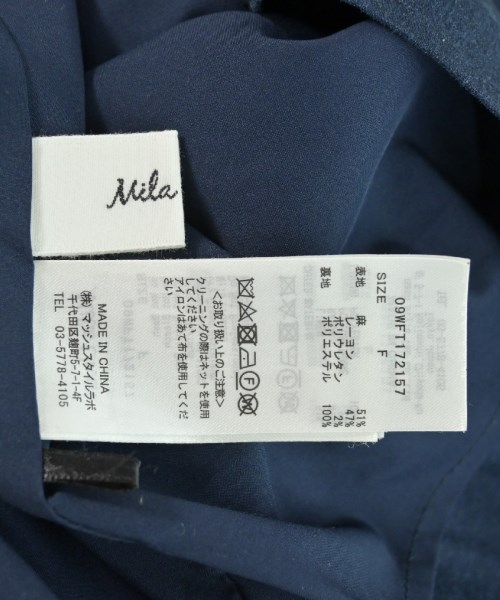 Mila
09WFT172157
SIZE F
表地 麻 51%
レーヨン 47%
ポリウレタン 2%
裏地 ポリエステル 100%
<お取り扱い上のご注意>
クリーニングの際はネットを使用
してください
アイロンはあて布を使用してくだ
さい
MADE IN CHINA
(株)マッシュスタイルラボ
千代田区麹町5-7-1-4F
TEL 03-5778-4105